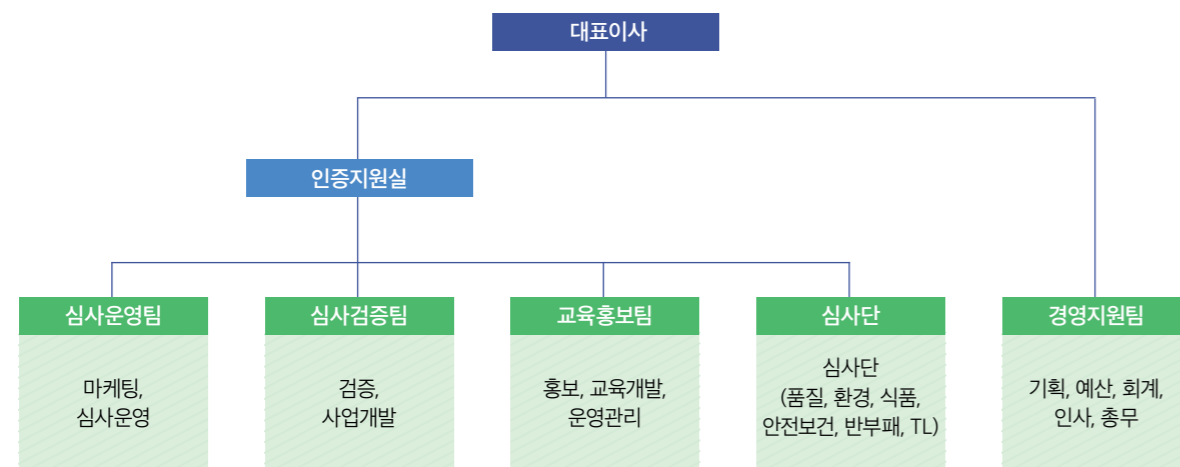 대표이사
인증지원실
심사운영팀
마케팅,
심사운영
심사검증팀
검증,
사업개발
교육홍보팀
홍보, 교육개발,
운영관리
심사단
심사단
(품질, 환경, 식품,
안전보건, 반부패, TL)
경영지원팀
기획, 예산, 회계,
인사, 총무